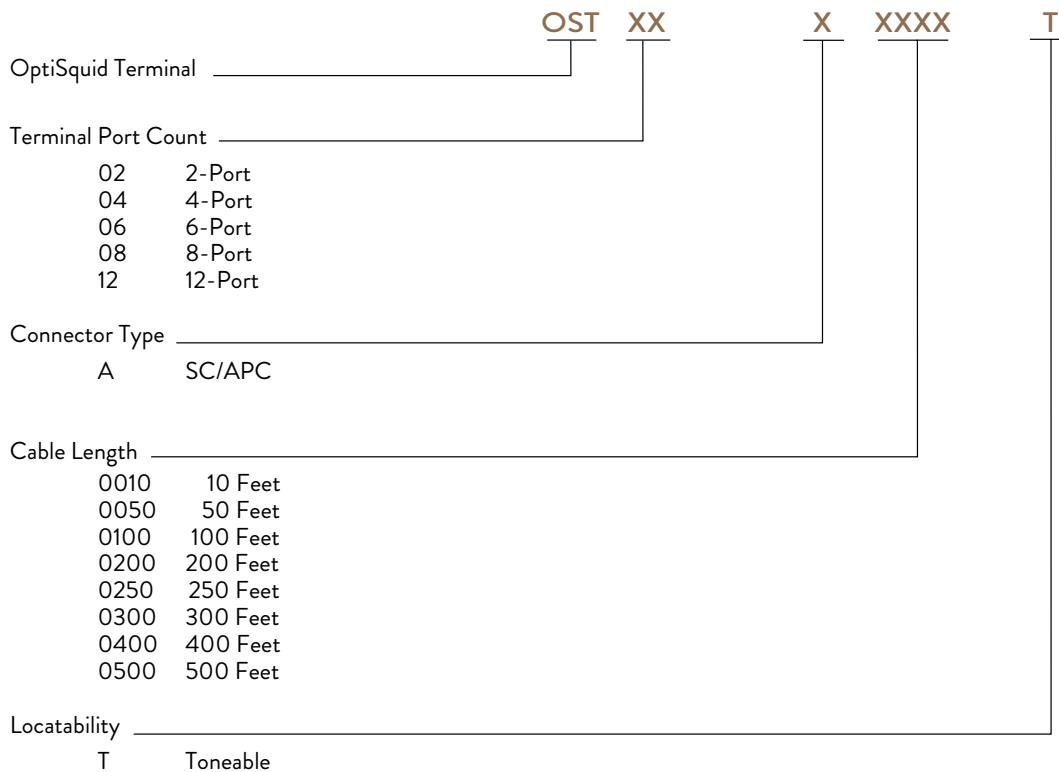 OST XX X XXXX T
OptiSquid Terminal
Terminal Port Count
02 2-Port
04 4-Port
06 6-Port
08 8-Port
12 12-Port
Connector Type
A SC/APC
Cable Length
0010 10 Feet
0050 50 Feet
0100 100 Feet
0200 200 Feet
0250 250 Feet
0300 300 Feet
0400 400 Feet
0500 500 Feet
Locatability
T Toneable